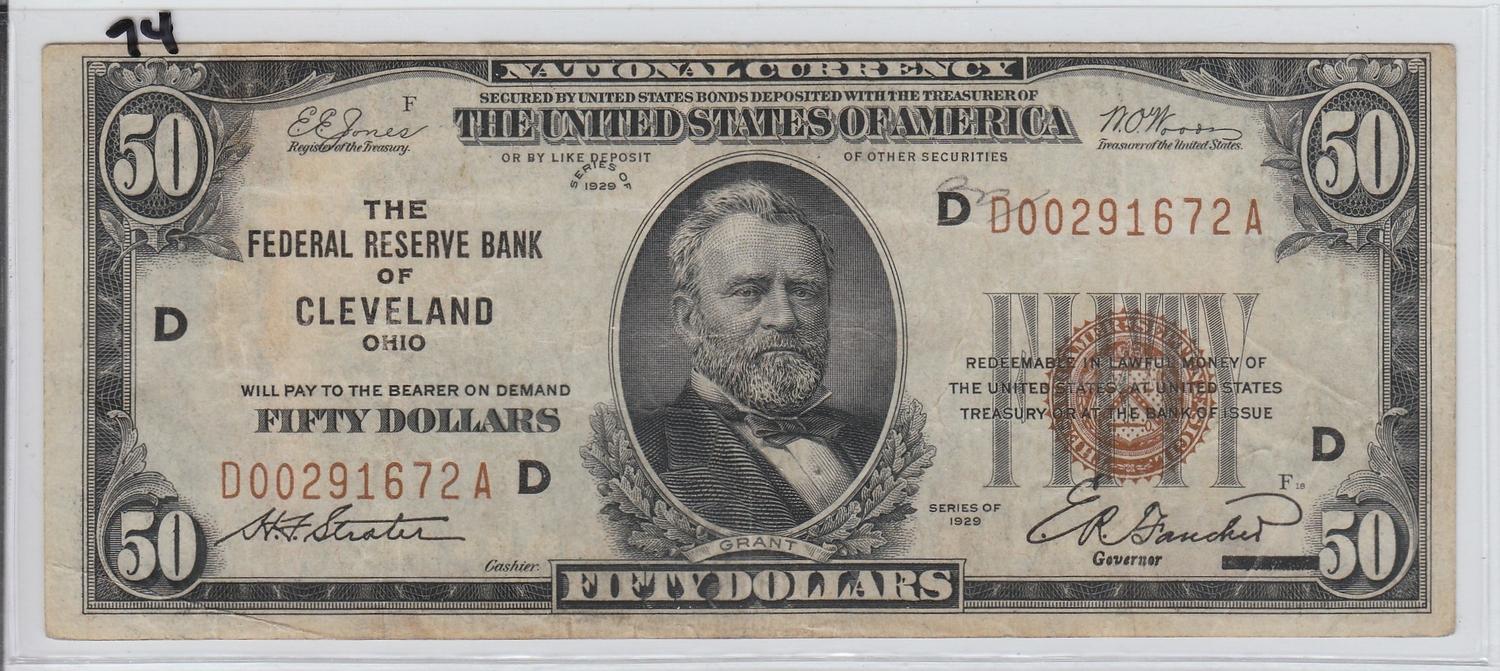 74
NATIONAL CURRENCY
SECURED BY UNITED STATES BONDS DEPOSITED WITH THE TREASURER OF
THE UNITED STATES OF AMERICA
OR BY LIKE DEPOSIT OF OTHER SECURITIES
SERIES OF
1929
50
50
F
E.E. Jones
Register of the Treasury.
W.O. Woods
Treasurer of the United States.
THE
FEDERAL RESERVE BANK
OF
CLEVELAND
OHIO
D D00291672A
D
WILL PAY TO THE BEARER ON DEMAND
FIFTY DOLLARS
D00291672A D
H.F. Strater
Cashier.
FIFTY
REDEEMABLE IN LAWFUL MONEY OF
THE UNITED STATES AT UNITED STATES
TREASURY OR AT THE BANK OF ISSUE
D
F18
SERIES OF
1929
E.R. Fancher
Governor
GRANT
50
FIFTY DOLLARS
50